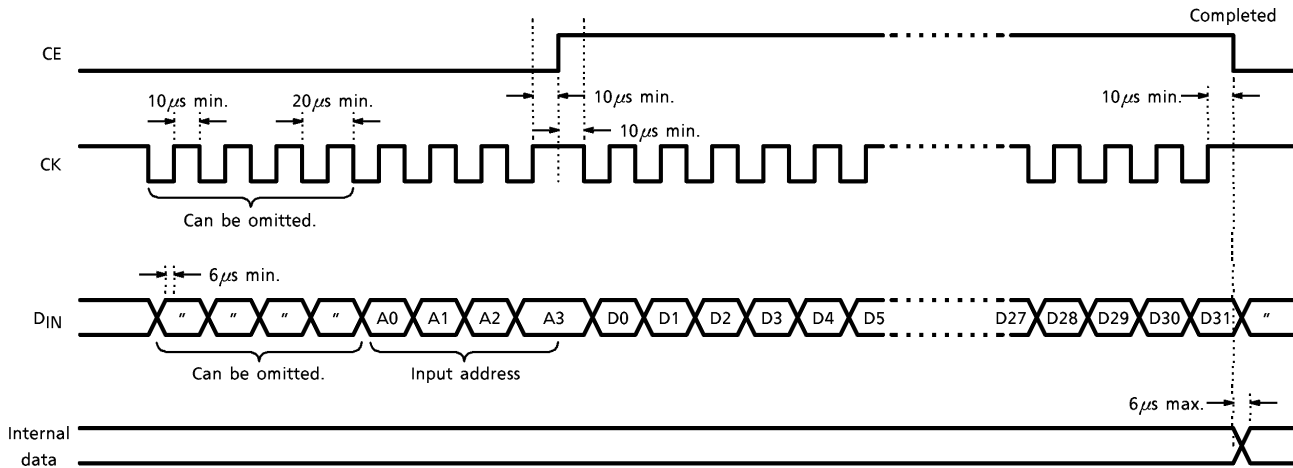 Completed
CE
10μs min.
20μs min.
10μs min.
10μs min.
10μs min.
CK
Can be omitted.
6μs min.
DIN
〃 〃 〃 〃 A0 A1 A2 A3 D0 D1 D2 D3 D4 D5 D27 D28 D29 D30 D31 〃
Can be omitted.
Input address
6μs max.
Internal
data